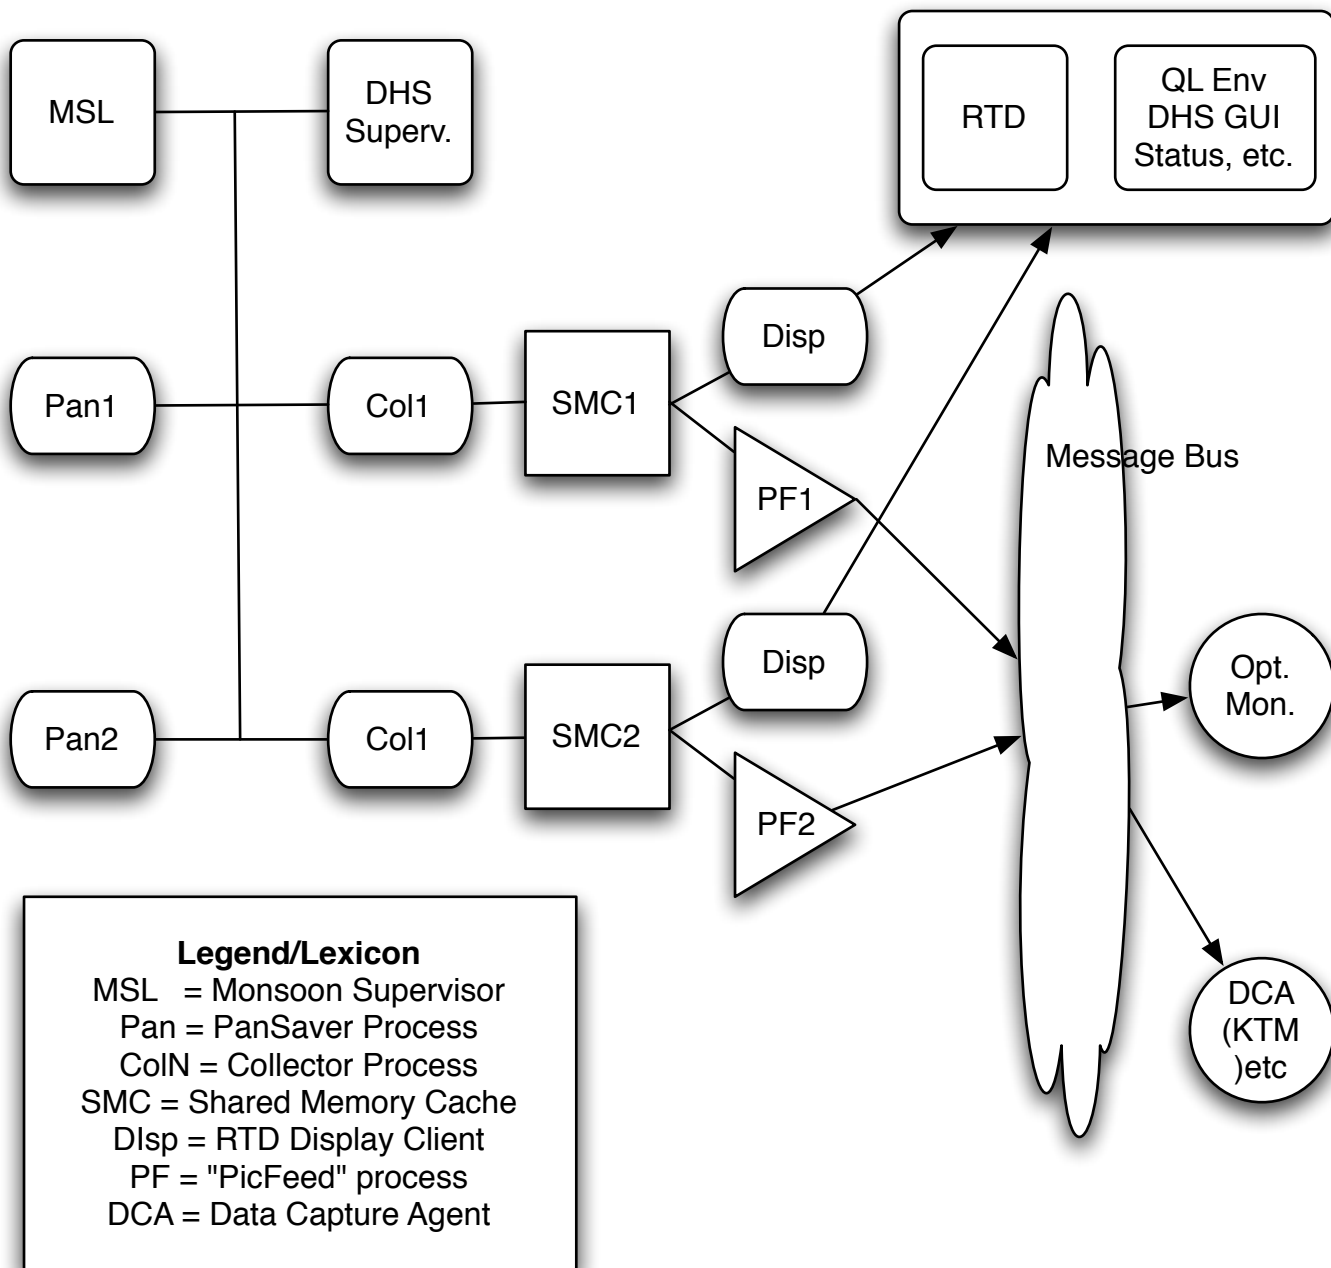 MSL
DHS
Superv.
RTD
QL Env
DHS GUI
Status, etc.
Pan1
Col1
SMC1
Disp
PF1
Message Bus
Pan2
Col1
SMC2
Disp
PF2
Opt.
Mon.
DCA
(KTM
)etc
Legend/Lexicon
MSL = Monsoon Supervisor
Pan = PanSaver Process
ColN = Collector Process
SMC = Shared Memory Cache
DIsp = RTD Display Client
PF = "PicFeed" process
DCA = Data Capture Agent